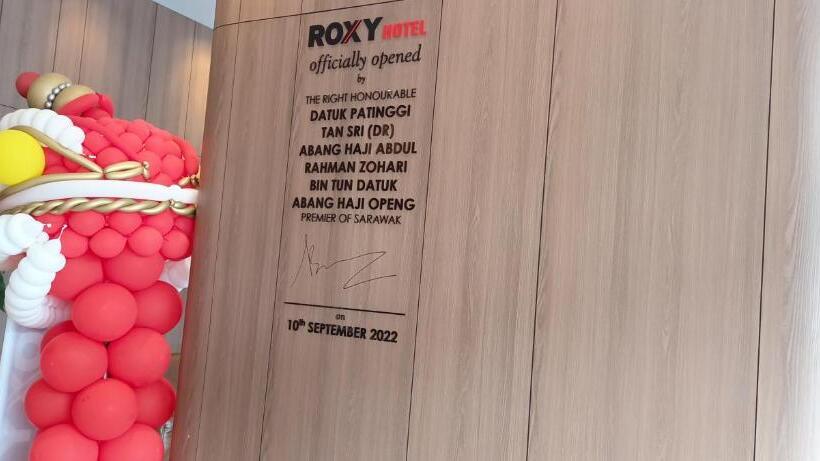 ROXY HOTEL
officially opened
by
THE RIGHT HONOURABLE
DATUK PATINGGI
TAN SRI (DR)
ABANG HAJI ABDUL
RAHMAN ZOHARI
BIN TUN DATUK
ABANG HAJI OPENG
PREMIER OF SARAWAK
on
10th SEPTEMBER 2022